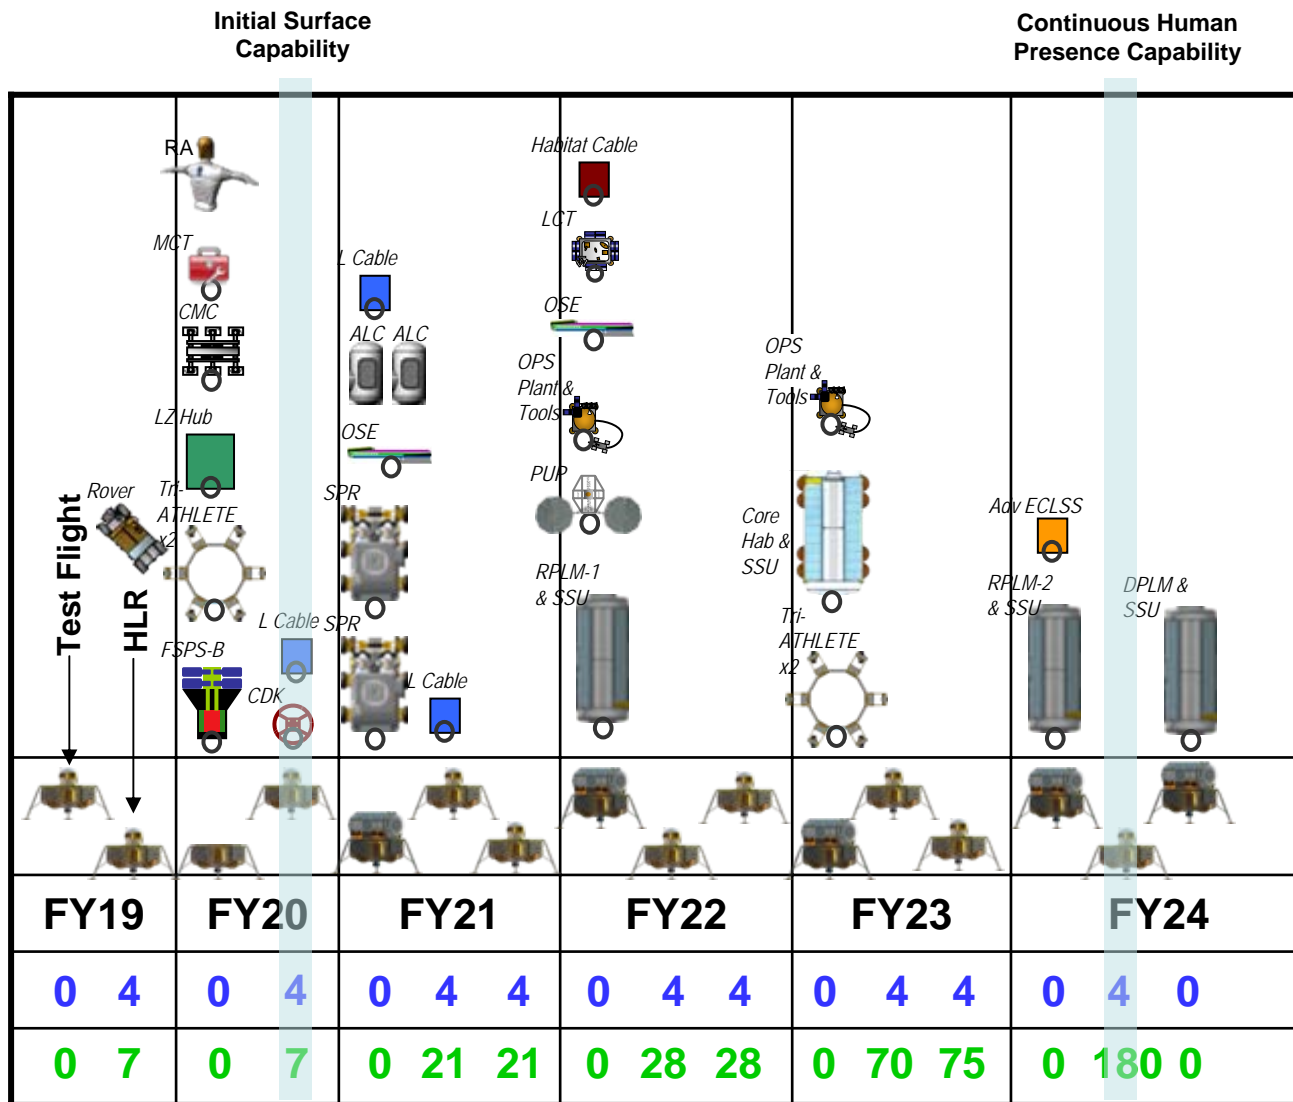 Initial Surface
Capability
Continuous Human
Presence Capability
Test Flight
HLR
Rover
RA
MCT
CMC
LZ Hub
Tri-
ATHLETE
x2
FSPS-B
L Cable
CDK
L Cable
ALC
ALC
OSE
SPR
SPR
L Cable
Habitat Cable
LCT
OSE
OPS
Plant &
Tools
PUP
RPLM-1
& SSU
OPS
Plant &
Tools
Core
Hab &
SSU
Tri-
ATHLETE
x2
Adv ECLSS
RPLM-2
& SSU
DPLM &
SSU
FY19 FY20 FY21 FY22 FY23 FY24
0 4 0 4 0 4 4 0 4 4 0 4 4 0 4 0
0 7 0 7 0 21 21 0 28 28 0 70 75 0 180 0